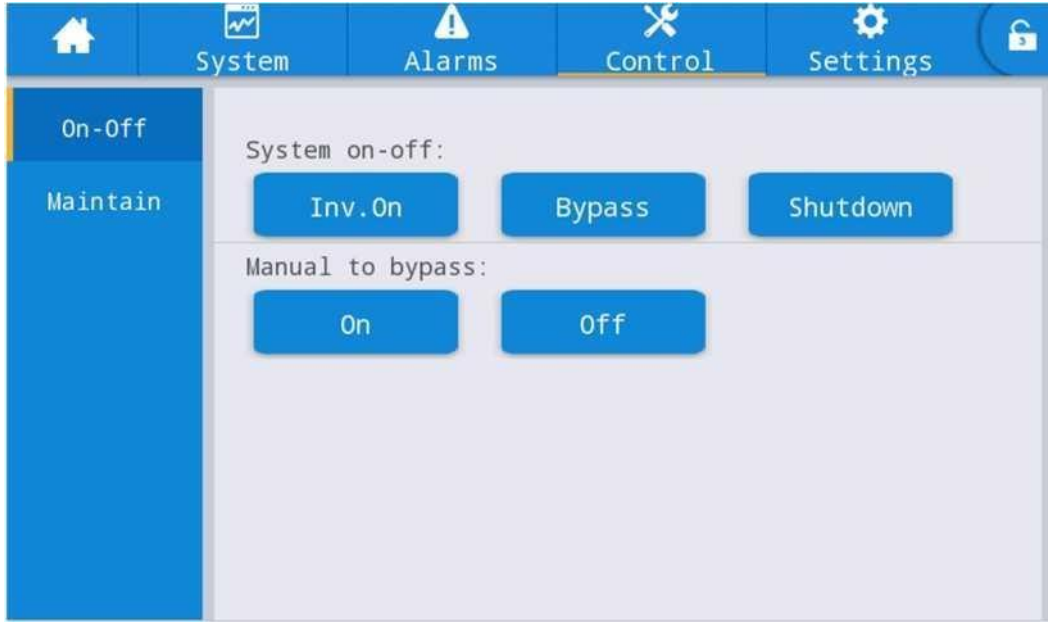 System Alarms Control Settings 3
On-Off
Maintain
System on-off:
Inv.On Bypass Shutdown
Manual to bypass:
On Off